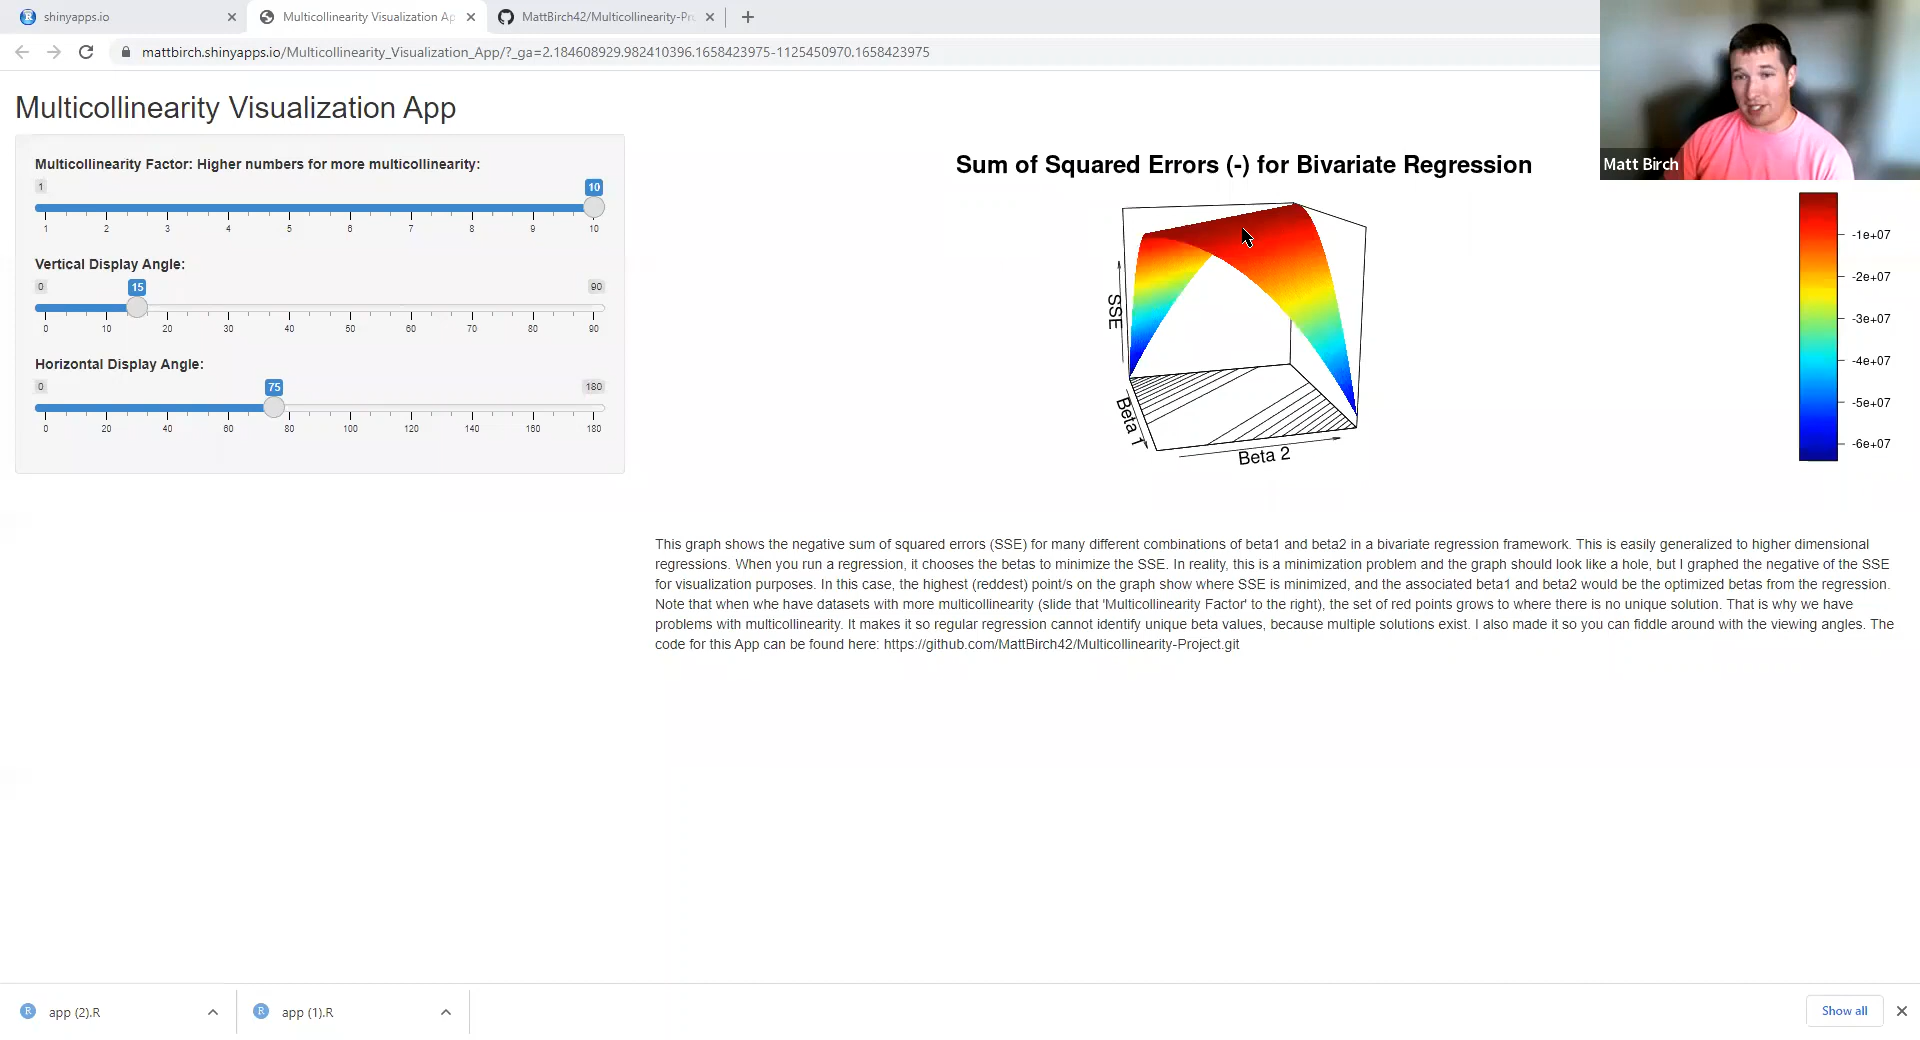 shinyapps.io
Multicollinearity Visualization Ap
MattBirch42/Multicollinearity-Pr
mattbirch.shinyapps.io/Multicollinearity_Visualization_App/?_ga=2.184608929.982410396.1658423975-1125450970.1658423975
Matt Birch
Multicollinearity Visualization App
Multicollinearity Factor: Higher numbers for more multicollinearity:
1 10
1 2 3 4 5 6 7 8 9 10
Vertical Display Angle:
0 15 90
0 10 20 30 40 50 60 70 80 90
Horizontal Display Angle:
0 75 180
0 20 40 60 80 100 120 140 160 180
Sum of Squared Errors (-) for Bivariate Regression
SSE
Beta 1
Beta 2
-1e+07
-2e+07
-3e+07
-4e+07
-5e+07
-6e+07
This graph shows the negative sum of squared errors (SSE) for many different combinations of beta1 and beta2 in a bivariate regression framework. This is easily generalized to higher dimensional
regressions. When you run a regression, it chooses the betas to minimize the SSE. In reality, this is a minimization problem and the graph should look like a hole, but I graphed the negative of the SSE
for visualization purposes. In this case, the highest (reddest) point/s on the graph show where SSE is minimized, and the associated beta1 and beta2 would be the optimized betas from the regression.
Note that when whe have datasets with more multicollinearity (slide that 'Multicollinearity Factor' to the right), the set of red points grows to where there is no unique solution. That is why we have
problems with multicollinearity. It makes it so regular regression cannot identify unique beta values, because multiple solutions exist. I also made it so you can fiddle around with the viewing angles. The
code for this App can be found here: https://github.com/MattBirch42/Multicollinearity-Project.git
R app (2).R
R app (1).R
Show all